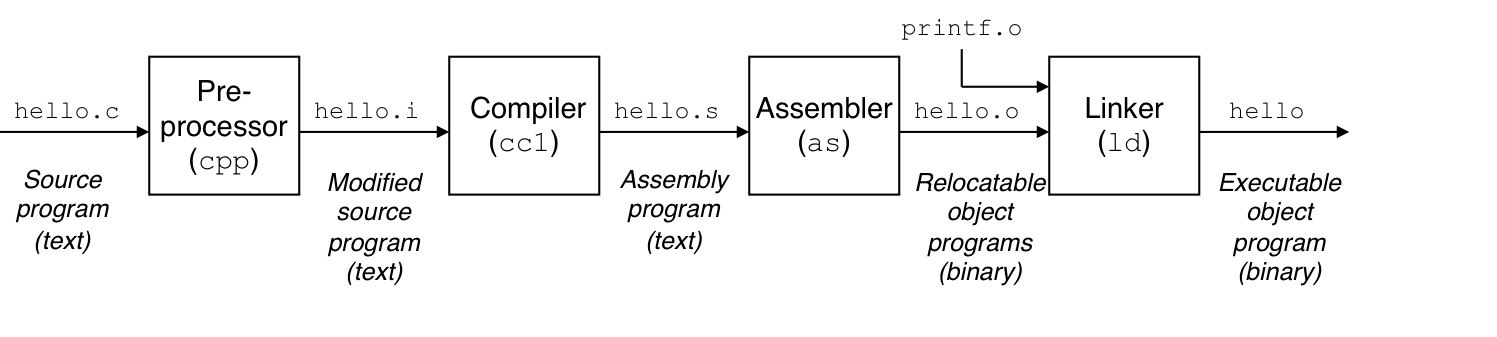 printf.o
hello.c
Pre-
processor
(cpp)
hello.i
Compiler
(cc1)
hello.s
Assembler
(as)
hello.o
Linker
(ld)
hello
Source
program
(text)
Modified
source
program
(text)
Assembly
program
(text)
Relocatable
object
programs
(binary)
Executable
object
program
(binary)